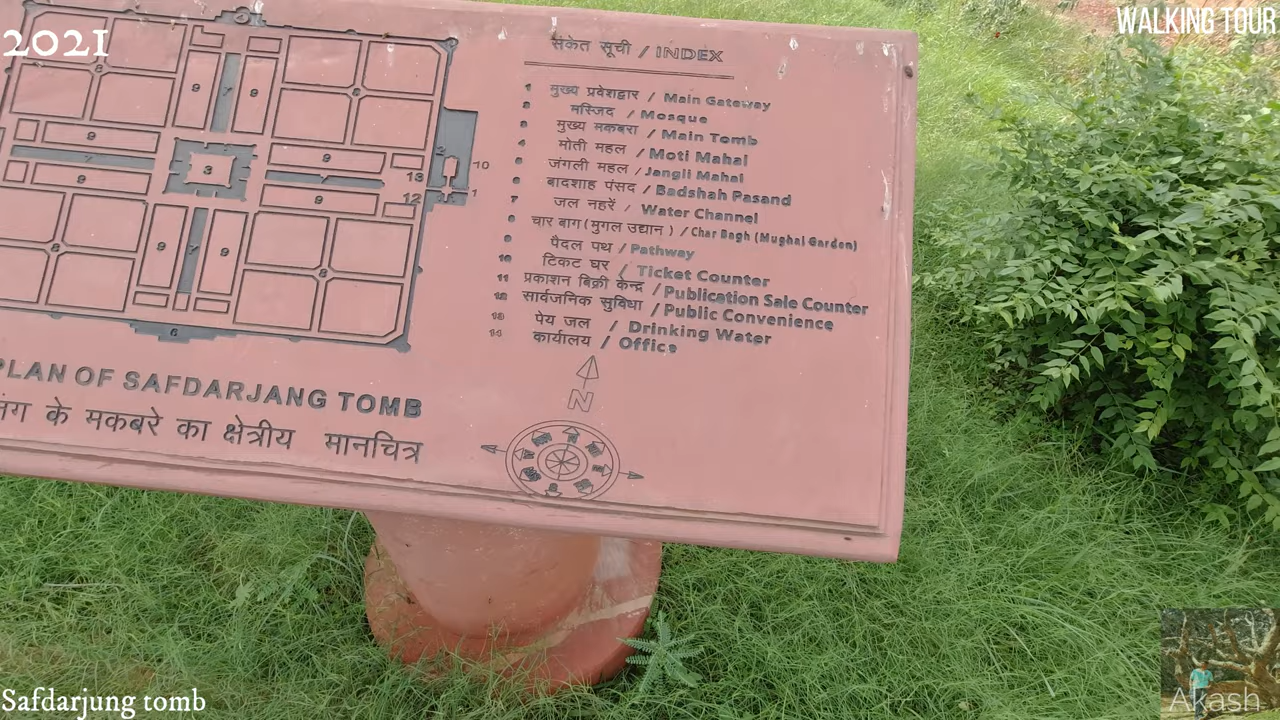 2021
WALKING TOUR
संकेत सूची / INDEX
1 मुख्य प्रवेशद्वार / Main Gateway
2 मस्जिद / Mosque
3 मुख्य मकबरा / Main Tomb
4 मोती महल / Moti Mahal
5 जंगली महल / Jangli Mahal
6 बादशाह पंसद / Badshah Pasand
7 जल नहरें / Water Channel
8 चार बाग (मुगल उद्यान) / Char Bagh (Mughal Garden)
9 पैदल पथ / Pathway
10 टिकट घर / Ticket Counter
11 प्रकाशन बिक्री केन्द्र / Publication Sale Counter
12 सार्वजनिक सुविधा / Public Convenience
13 पेय जल / Drinking Water
14 कार्यालय / Office
N
PLAN OF SAFDARJANG TOMB
के मकबरे का क्षेत्रीय मानचित्र
Safdarjung tomb
Akash